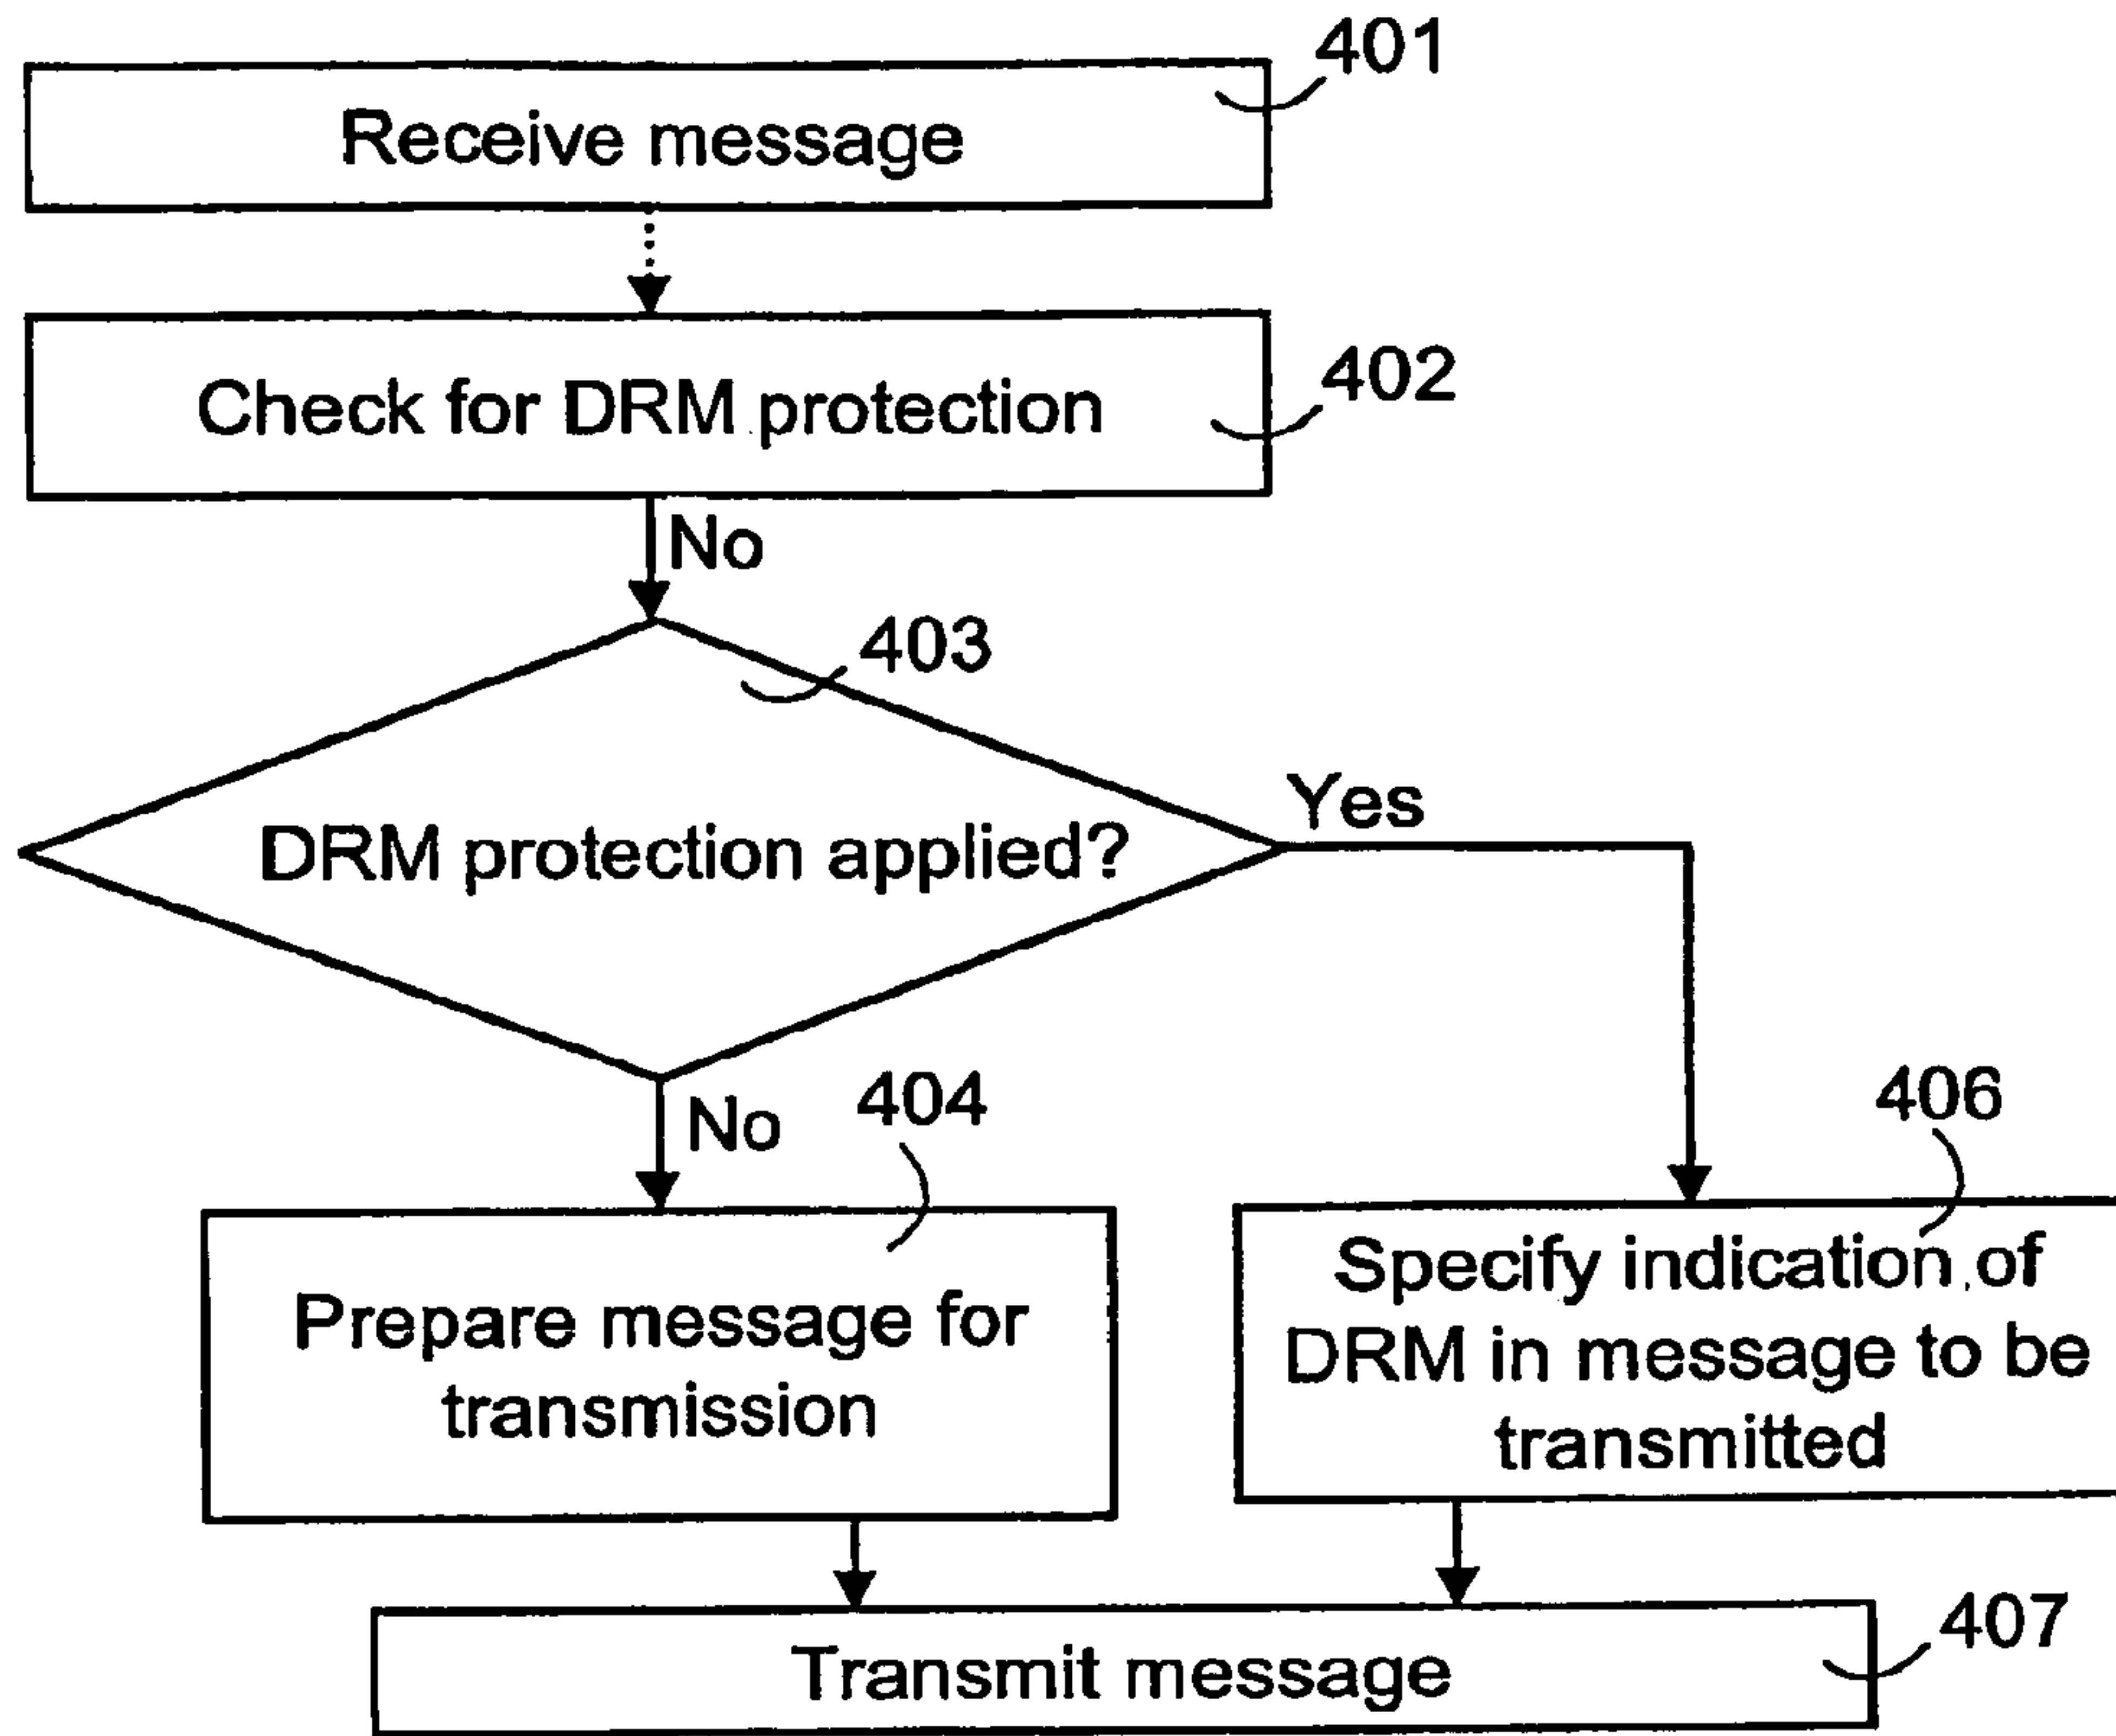 401
Receive message
402
Check for DRM protection
No
403
Yes
DRM protection applied?
No
404
406
Prepare message for
transmission
Specify indication of
DRM in message to be
transmitted
407
Transmit message